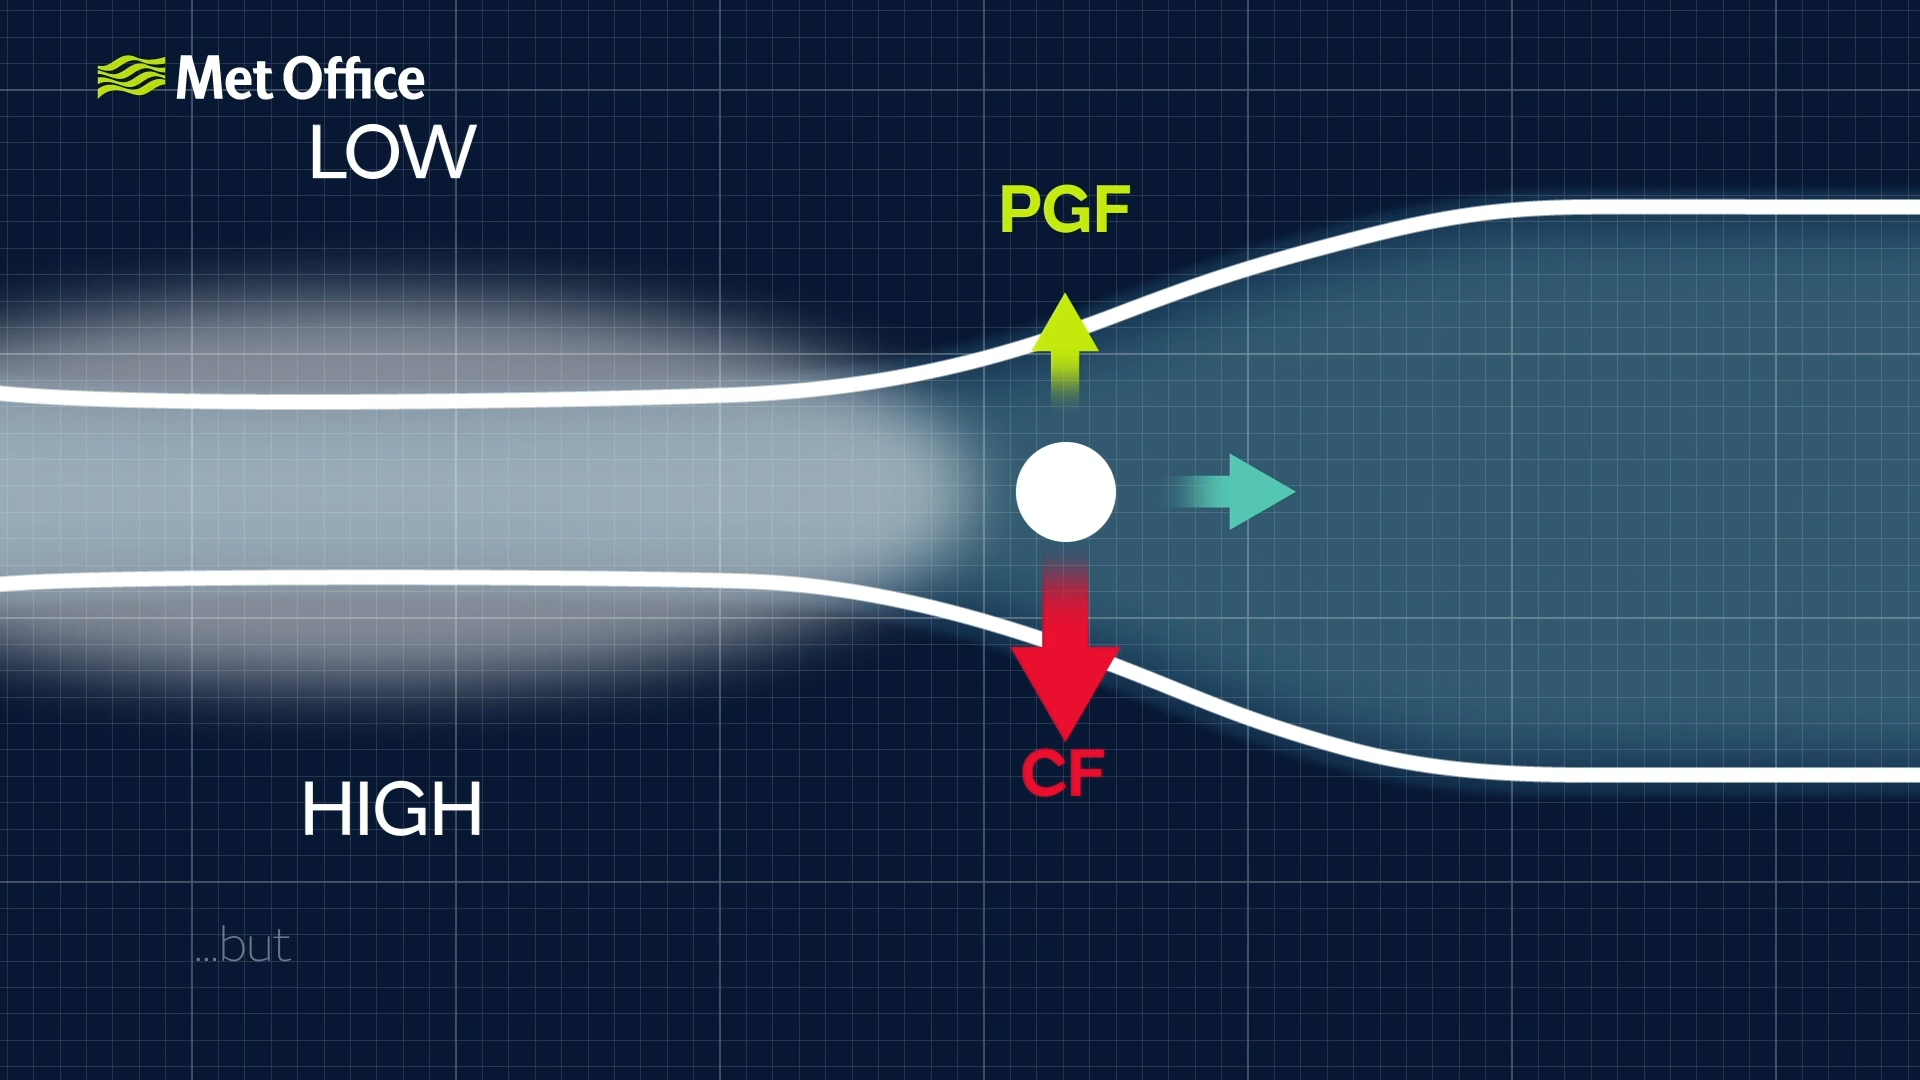 Met Office
LOW
PGF
CF
HIGH
...but